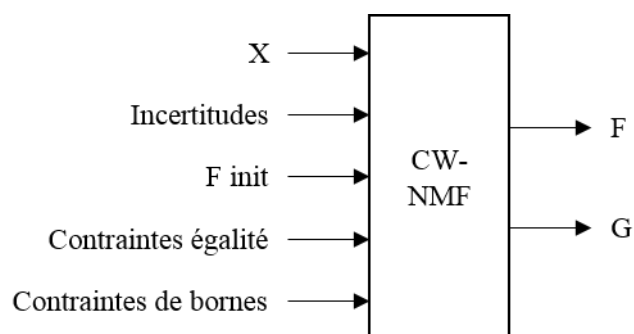 X
Incertitudes
F init
Contraintes égalité
Contraintes de bornes
CW-
NMF
F
G